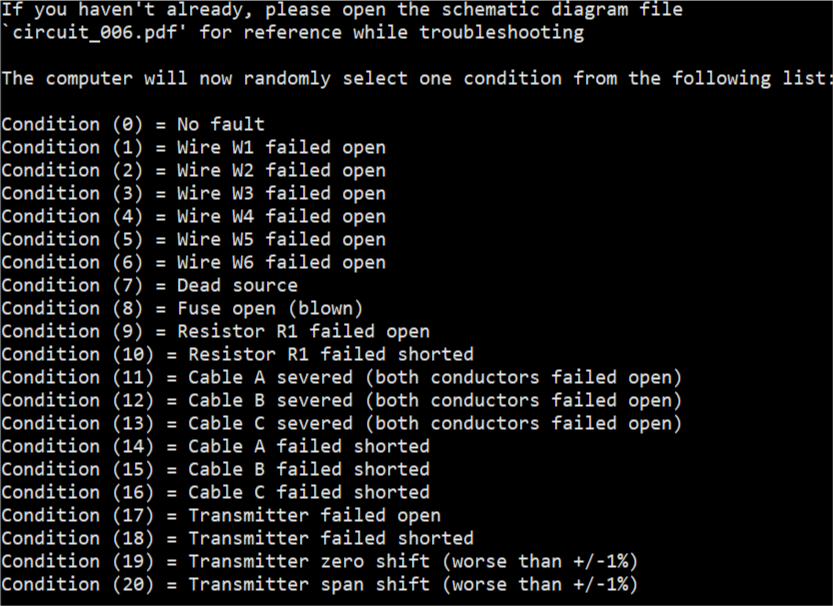 If you haven't already, please open the schematic diagram file
`circuit_006.pdf' for reference while troubleshooting
The computer will now randomly select one condition from the following list:
Condition (0) = No fault
Condition (1) = Wire W1 failed open
Condition (2) = Wire W2 failed open
Condition (3) = Wire W3 failed open
Condition (4) = Wire W4 failed open
Condition (5) = Wire W5 failed open
Condition (6) = Wire W6 failed open
Condition (7) = Dead source
Condition (8) = Fuse open (blown)
Condition (9) = Resistor R1 failed open
Condition (10) = Resistor R1 failed shorted
Condition (11) = Cable A severed (both conductors failed open)
Condition (12) = Cable B severed (both conductors failed open)
Condition (13) = Cable C severed (both conductors failed open)
Condition (14) = Cable A failed shorted
Condition (15) = Cable B failed shorted
Condition (16) = Cable C failed shorted
Condition (17) = Transmitter failed open
Condition (18) = Transmitter failed shorted
Condition (19) = Transmitter zero shift (worse than +/-1%)
Condition (20) = Transmitter span shift (worse than +/-1%)